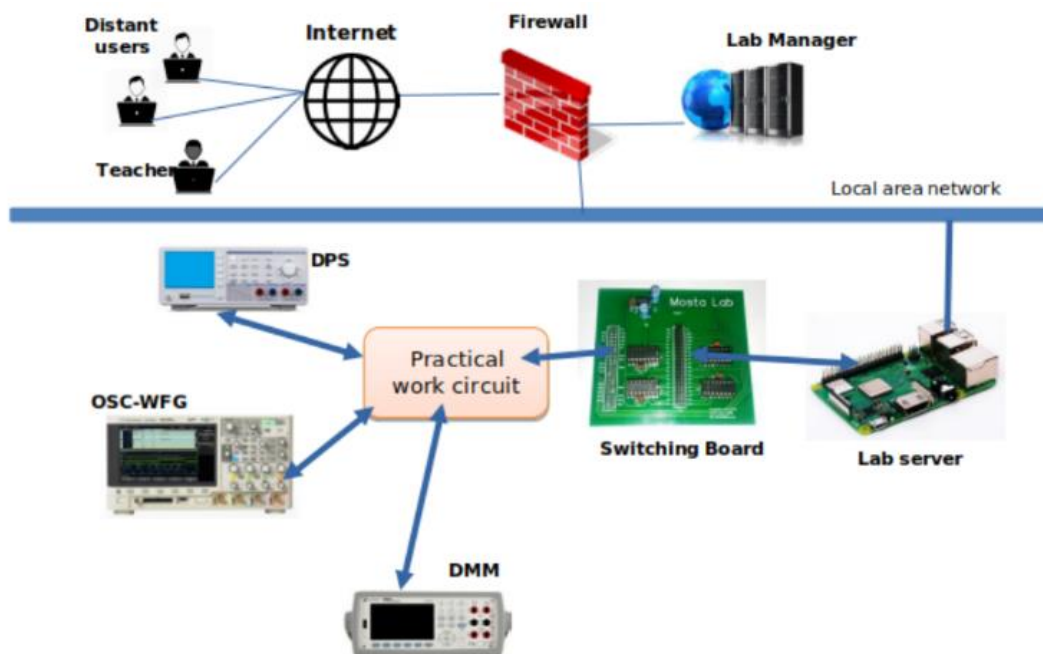 Distant
users
Internet
Firewall
Lab Manager
Teacher
Local area network
DPS
Mosta Lab
Practical
work circuit
OSC-WFG
Switching Board
Lab server
DMM